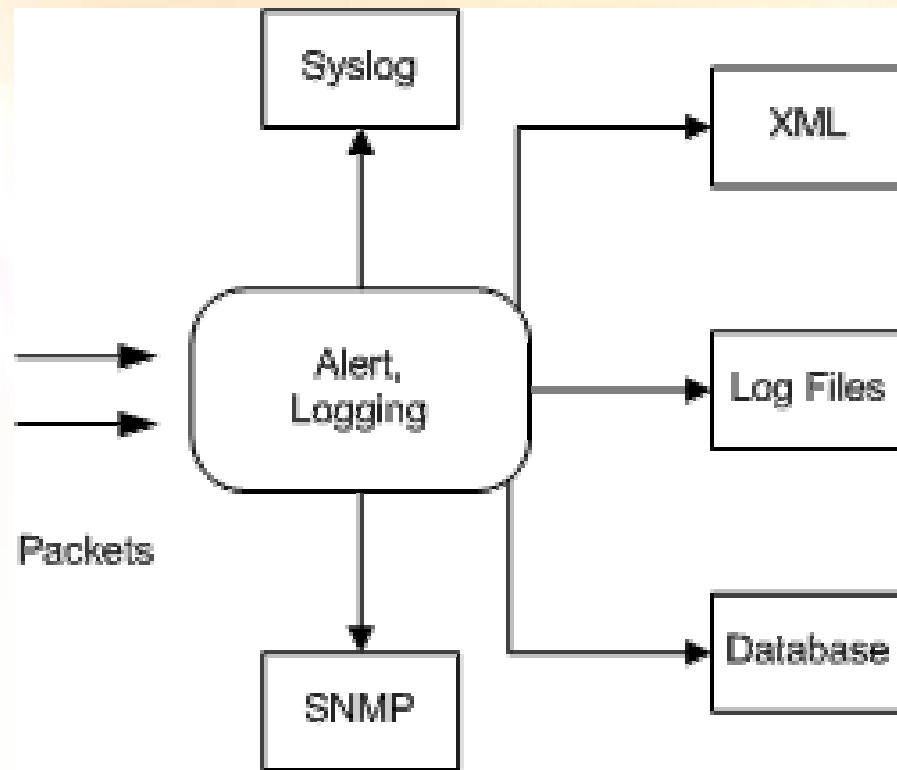 Syslog
XML
Alert,
Logging
Log Files
Packets
Database
SNMP